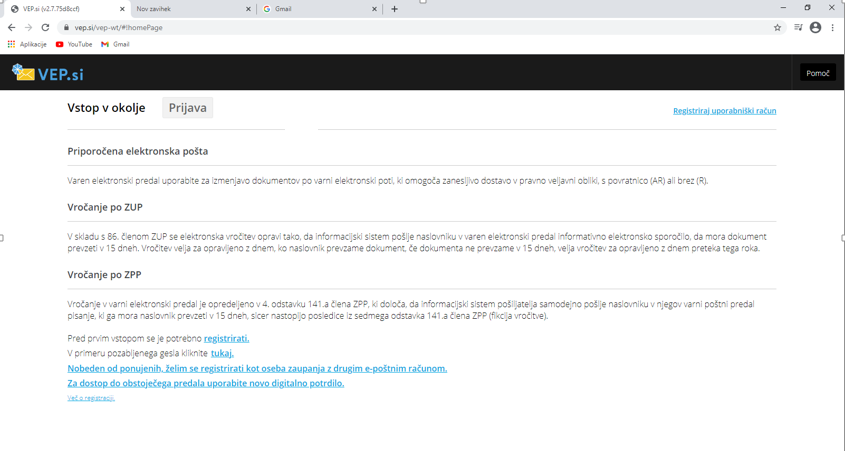 VEP.si (v2.7.75d8ccf)
Nov zavihek
Gmail
vep.si/vep-wt/#!homePage
Aplikacije
YouTube
Gmail
VEP.si
Pomoč
Vstop v okolje
Prijava
Registriraj uporabniški račun
Priporočena elektronska pošta
Varen elektronski predal uporabite za izmenjavo dokumentov po varni elektronski poti, ki omogoča zanesljivo dostavo v pravno veljavni obliki, s povratnico (AR) ali brez (R).
Vročanje po ZUP
V skladu s 86. členom ZUP se elektronska vročitev opravi tako, da informacijski sistem pošlje naslovniku v varen elektronski predal informativno elektronsko sporočilo, da mora dokument
prevzeti v 15 dneh. Vročitev velja za opravljeno z dnem, ko naslovnik prevzame dokument, če dokumenta ne prevzame v 15 dneh, velja vročitev za opravljeno z dnem preteka tega roka.
Vročanje po ZPP
Vročanje v varni elektronski predal je opredeljeno v 4. odstavku 141.a člena ZPP, ki določa, da informacijski sistem pošiljatelja samodejno pošlje naslovniku v njegov varni poštni predal
pisanje, ki ga mora naslovnik prevzeti v 15 dneh, sicer nastopijo posledice iz sedmega odstavka 141.a člena ZPP (fikcija vročitve).
Pred prvim vstopom se je potrebno registrirati.
V primeru pozabljenega gesla kliknite tukaj.
Nobeden od ponujenih, želim se registrirati kot oseba zaupanja z drugim e-poštnim računom.
Za dostop do obstoječega predala uporabite novo digitalno potrdilo.
Več o registraciji.